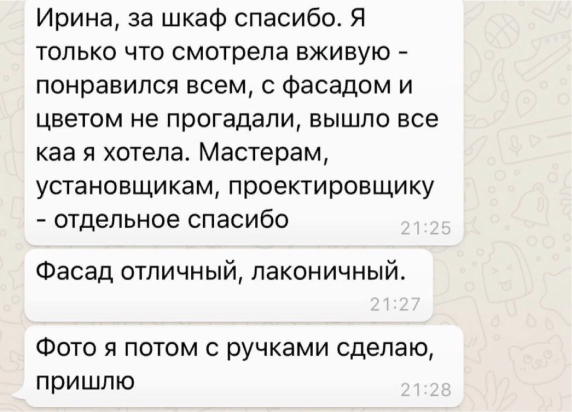 Ирина, за шкаф спасибо. Я
только что смотрела вживую -
понравился всем, с фасадом и
цветом не прогадали, вышло все
каа я хотела. Мастерам,
установщикам, проектировщику
- отдельное спасибо
21:25
Фасад отличный, лаконичный.
21:27
Фото я потом с ручками сделаю,
пришлю
21:28